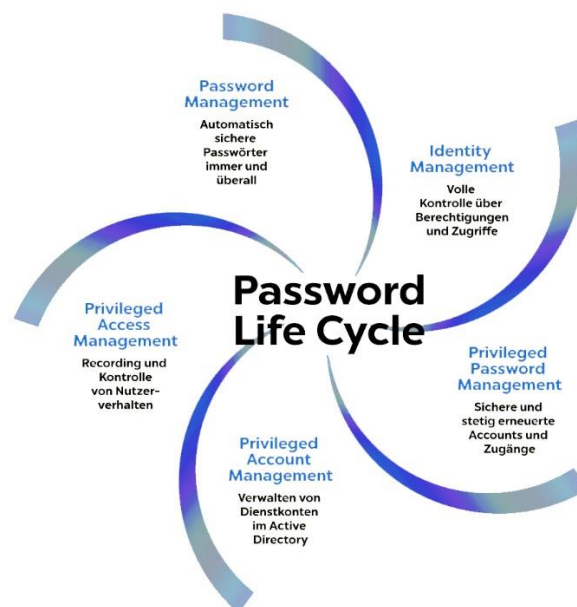 Password
Management
Automatisch
sichere
Passwörter
immer und
überall
Identity
Management
Volle
Kontrolle über
Berechtigungen
und Zugriffe
Password
Life Cycle
Privileged
Access
Management
Recording und
Kontrolle
von Nutzer-
verhalten
Privileged
Password
Management
Sichere und
stetig erneuerte
Accounts und
Zugänge
Privileged
Account
Management
Verwalten von
Dienstkonten
im Active
Directory